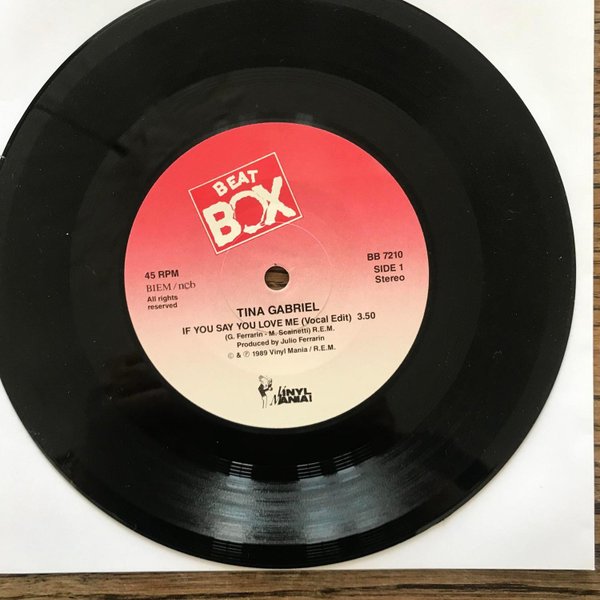 BEAT
BOX
45 RPM
BIEM/ncb
All rights
reserved
BB 7210
SIDE 1
Stereo
TINA GABRIEL
IF YOU SAY YOU LOVE ME (Vocal Edit) 3.50
(G. Ferrarin - M. Scainetti) R.E.M.
Produced by Julio Ferrarin
© & ℗ 1989 Vinyl Mania / R.E.M.
VINYL
MANIA!